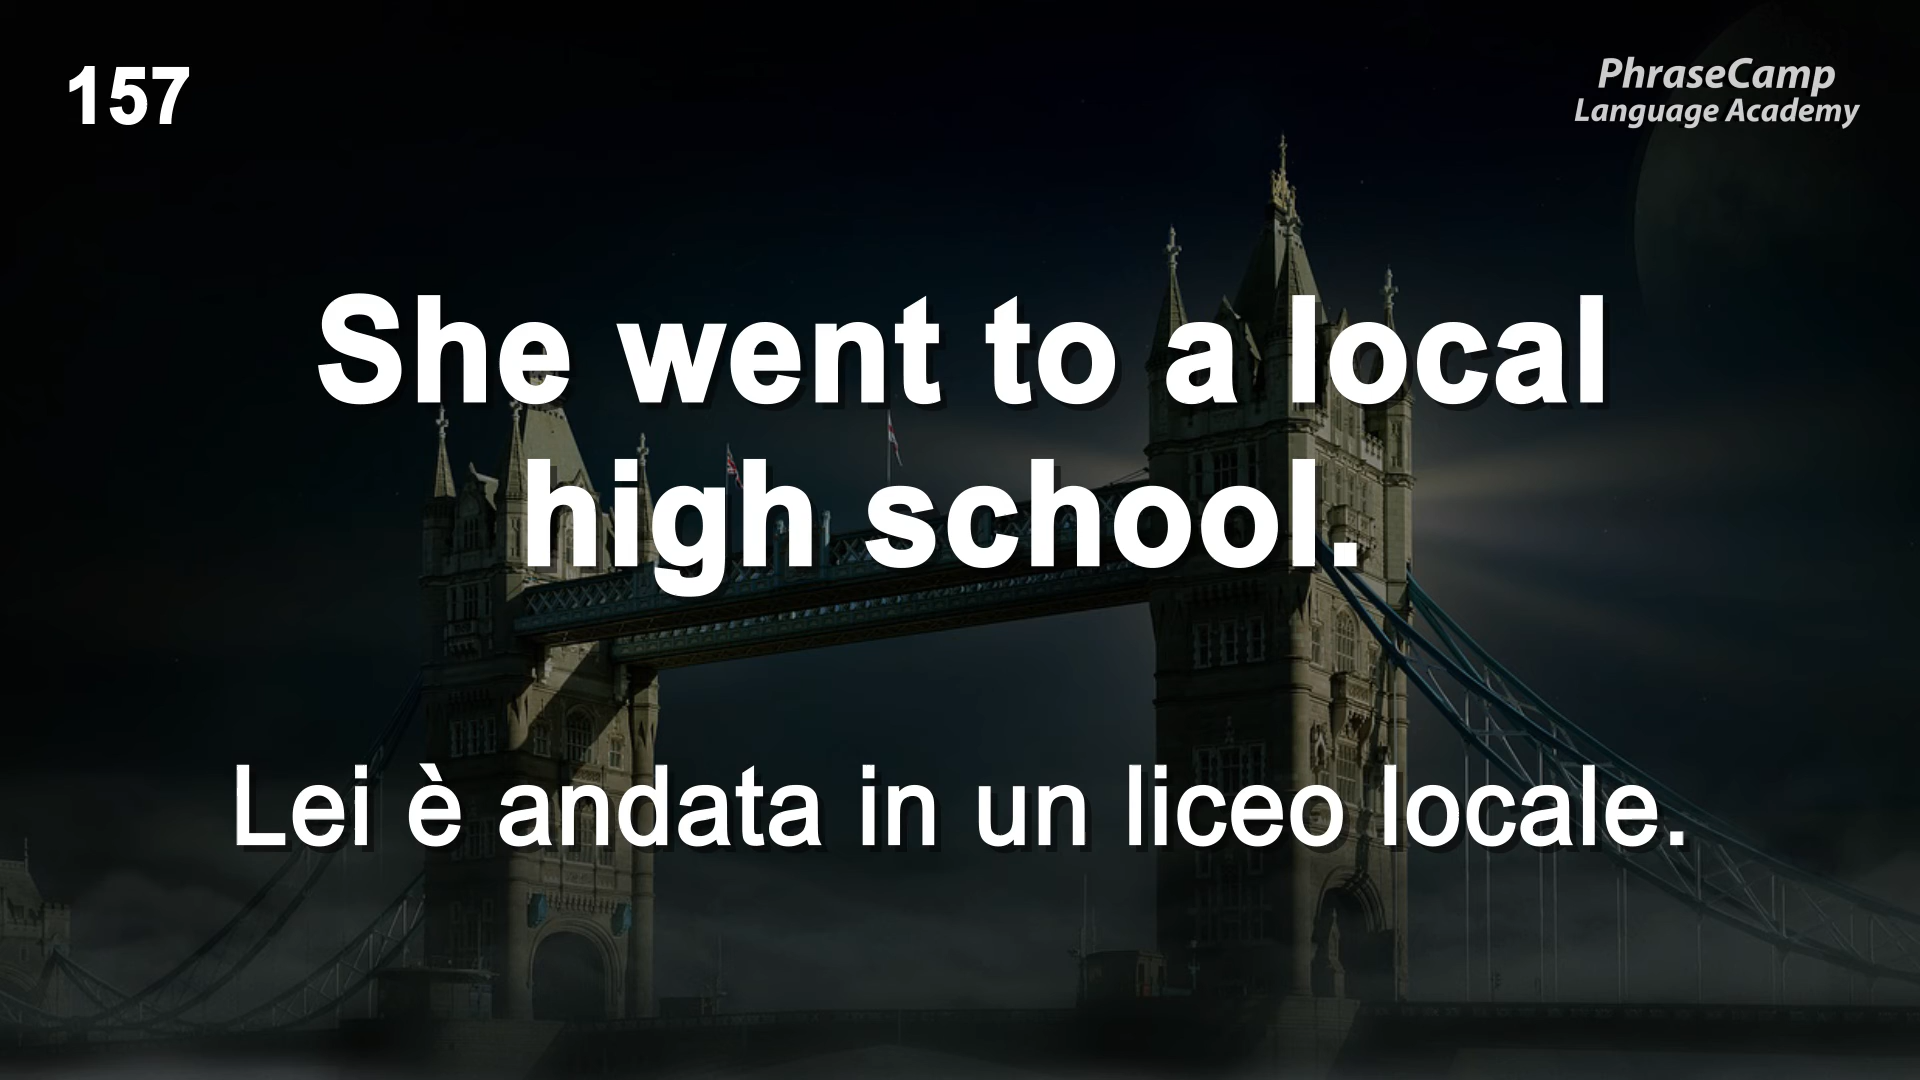 157
PhraseCamp
Language Academy
She went to a local
high school.
Lei è andata in un liceo locale.